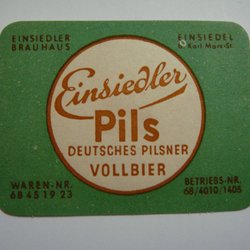 EINSIEDLER
BRAUHAUS
EINSIEDEL
b. Karl-Marx-St.
Einsiedler
Pils
DEUTSCHES PILSNER
VOLLBIER
WAREN-NR.
68 45 19 23
BETRIEBS-NR.
68/4010/1405